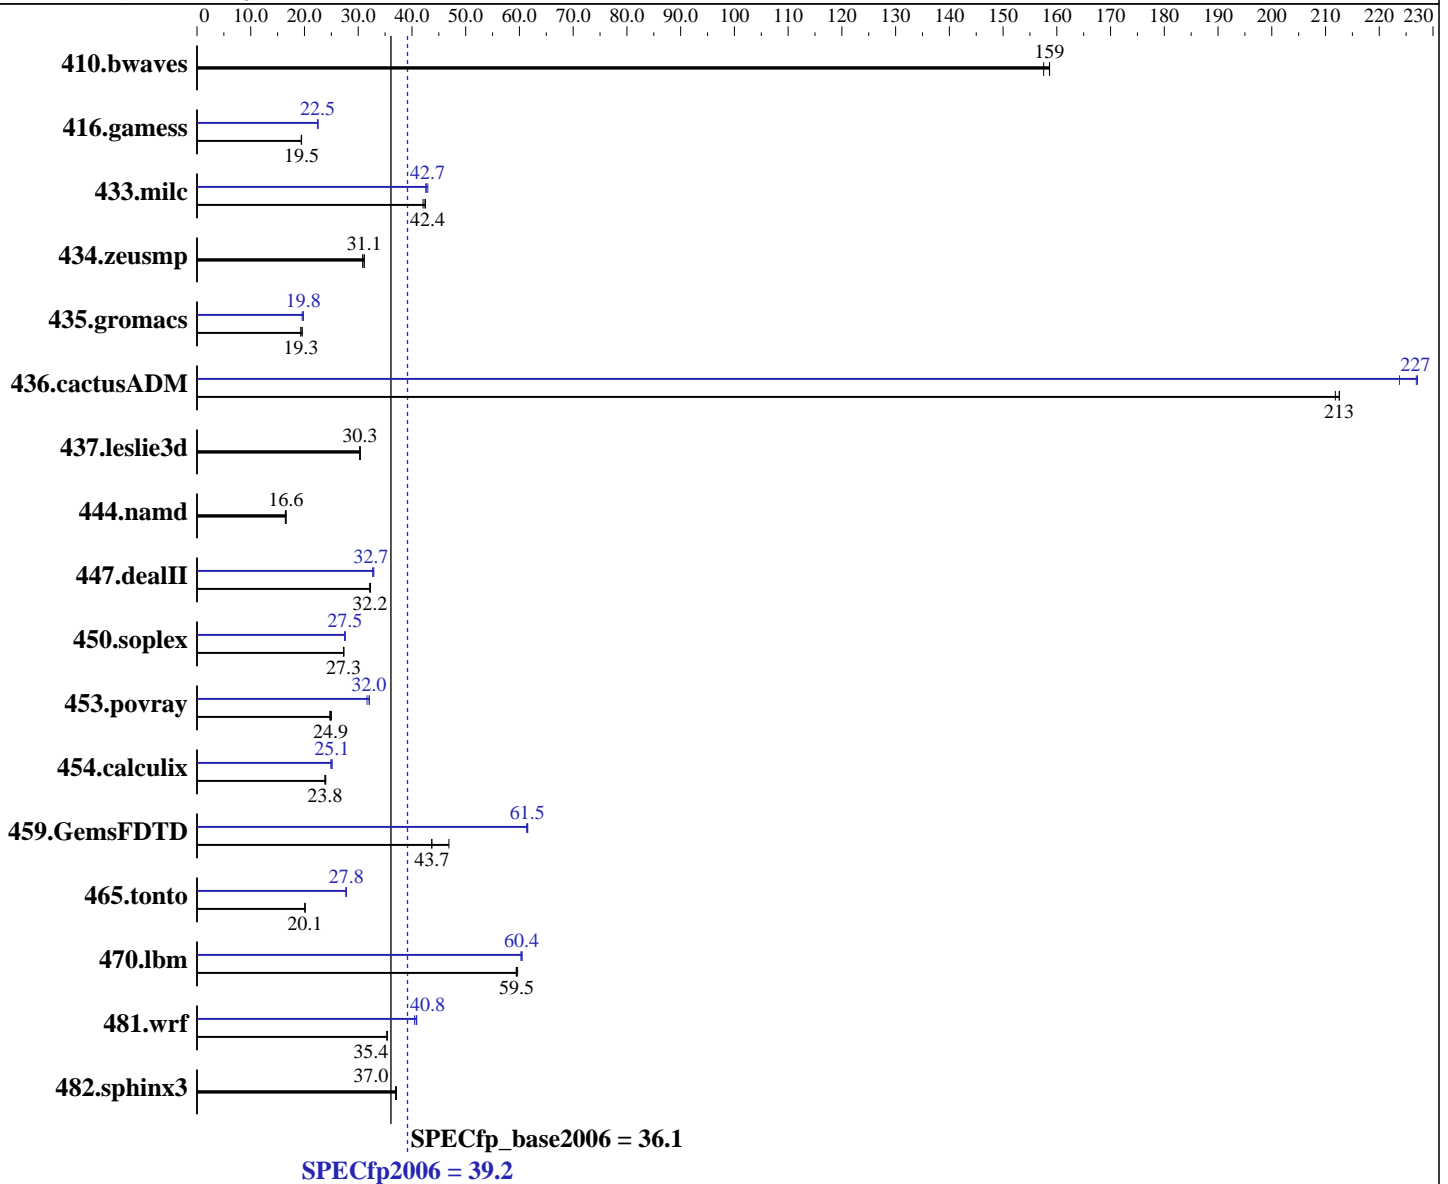 0 10.0 20.0 30.0 40.0 50.0 60.0 70.0 80.0 90.0 100 110 120 130 140 150 160 170 180 190 200 210 220 230
159
410.bwaves
22.5
416.gamess
19.5
42.7
433.milc
42.4
31.1
434.zeusmp
19.8
435.gromacs
19.3
227
436.cactusADM
213
30.3
437.leslie3d
16.6
444.namd
32.7
447.dealII
32.2
27.5
450.soplex
27.3
32.0
453.povray
24.9
25.1
454.calculix
23.8
61.5
459.GemsFDTD
43.7
27.8
465.tonto
20.1
60.4
470.lbm
59.5
40.8
481.wrf
35.4
37.0
482.sphinx3
SPECfp_base2006 = 36.1
SPECfp2006 = 39.2